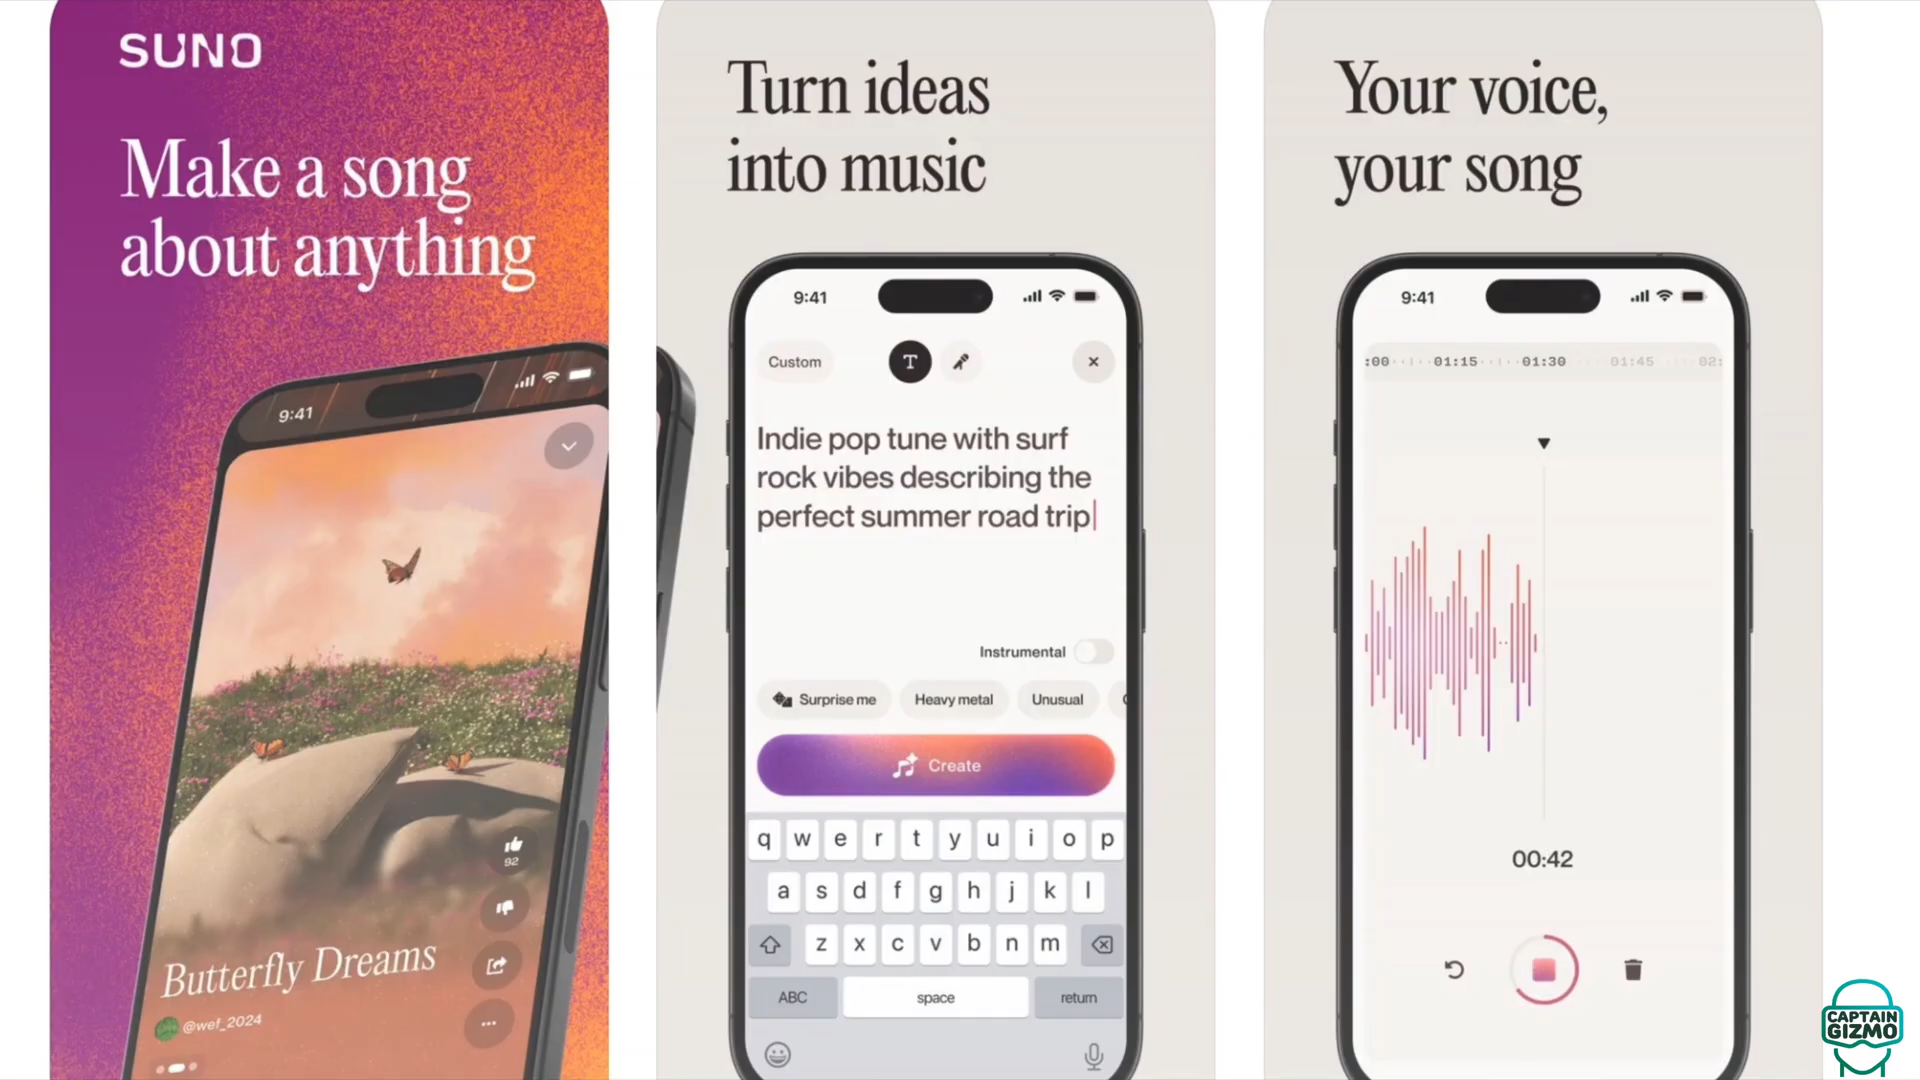 SUNO
Make a song
about anything
9:41
92
Butterfly Dreams
@wef_2024
Turn ideas
into music
9:41
Custom
T
Indie pop tune with surf
rock vibes describing the
perfect summer road trip
Instrumental
Surprise me
Heavy metal
Unusual
Create
q w e r t y u i o p
a s d f g h j k l
z x c v b n m
ABC
space
return
Your voice,
your song
9:41
:00 01:15 01:30 01:45 02:
00:42
CAPTAIN
GIZMO